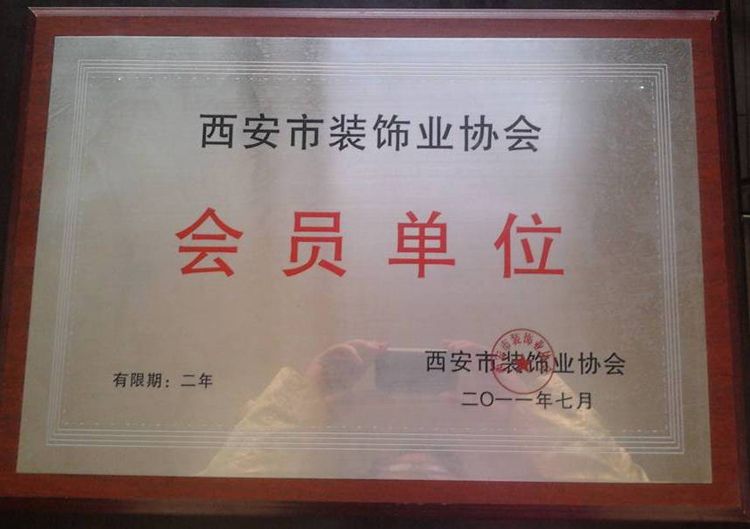 西安市装饰业协会
会员单位
有限期：二年
西安市装饰业协会
二〇一一年七月